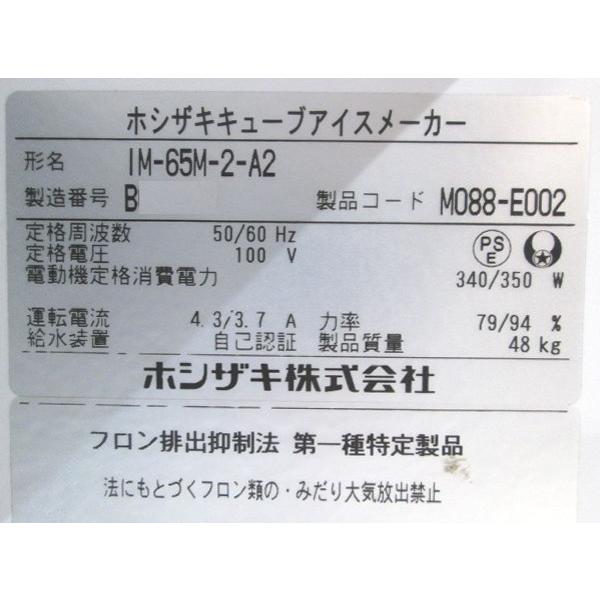 ホシザキキューブアイスメーカー
形名 IM-65M-2-A2
製造番号 B 製品コード M088-E002
定格周波数 50/60 Hz PS E
定格電圧 100 V
電動機定格消費電力 340/350 W
運転電流 4.3/3.7 A 力率 79/94 %
給水装置 自己認証 製品質量 48 kg
ホシザキ株式会社
フロン排出抑制法 第一種特定製品
法にもとづくフロン類の・みだり大気放出禁止